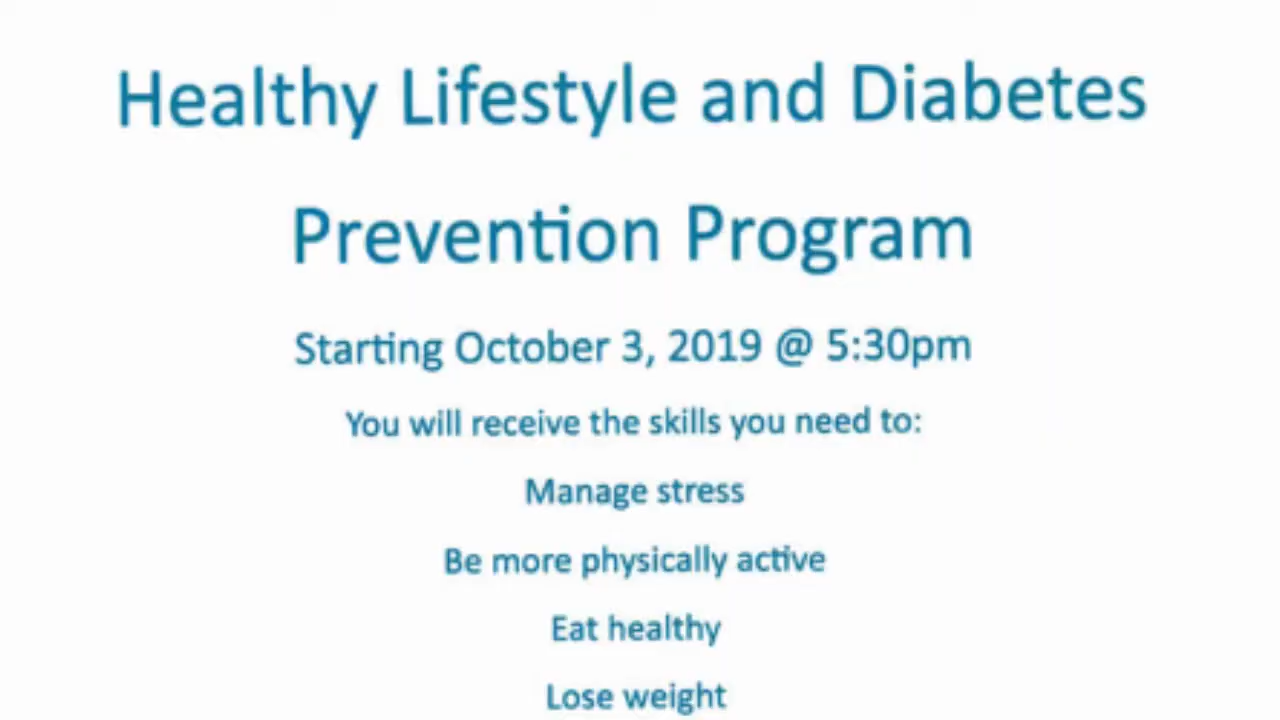 Healthy Lifestyle and Diabetes
Prevention Program
Starting October 3, 2019 @ 5:30pm
You will receive the skills you need to:
Manage stress
Be more physically active
Eat healthy
Lose weight